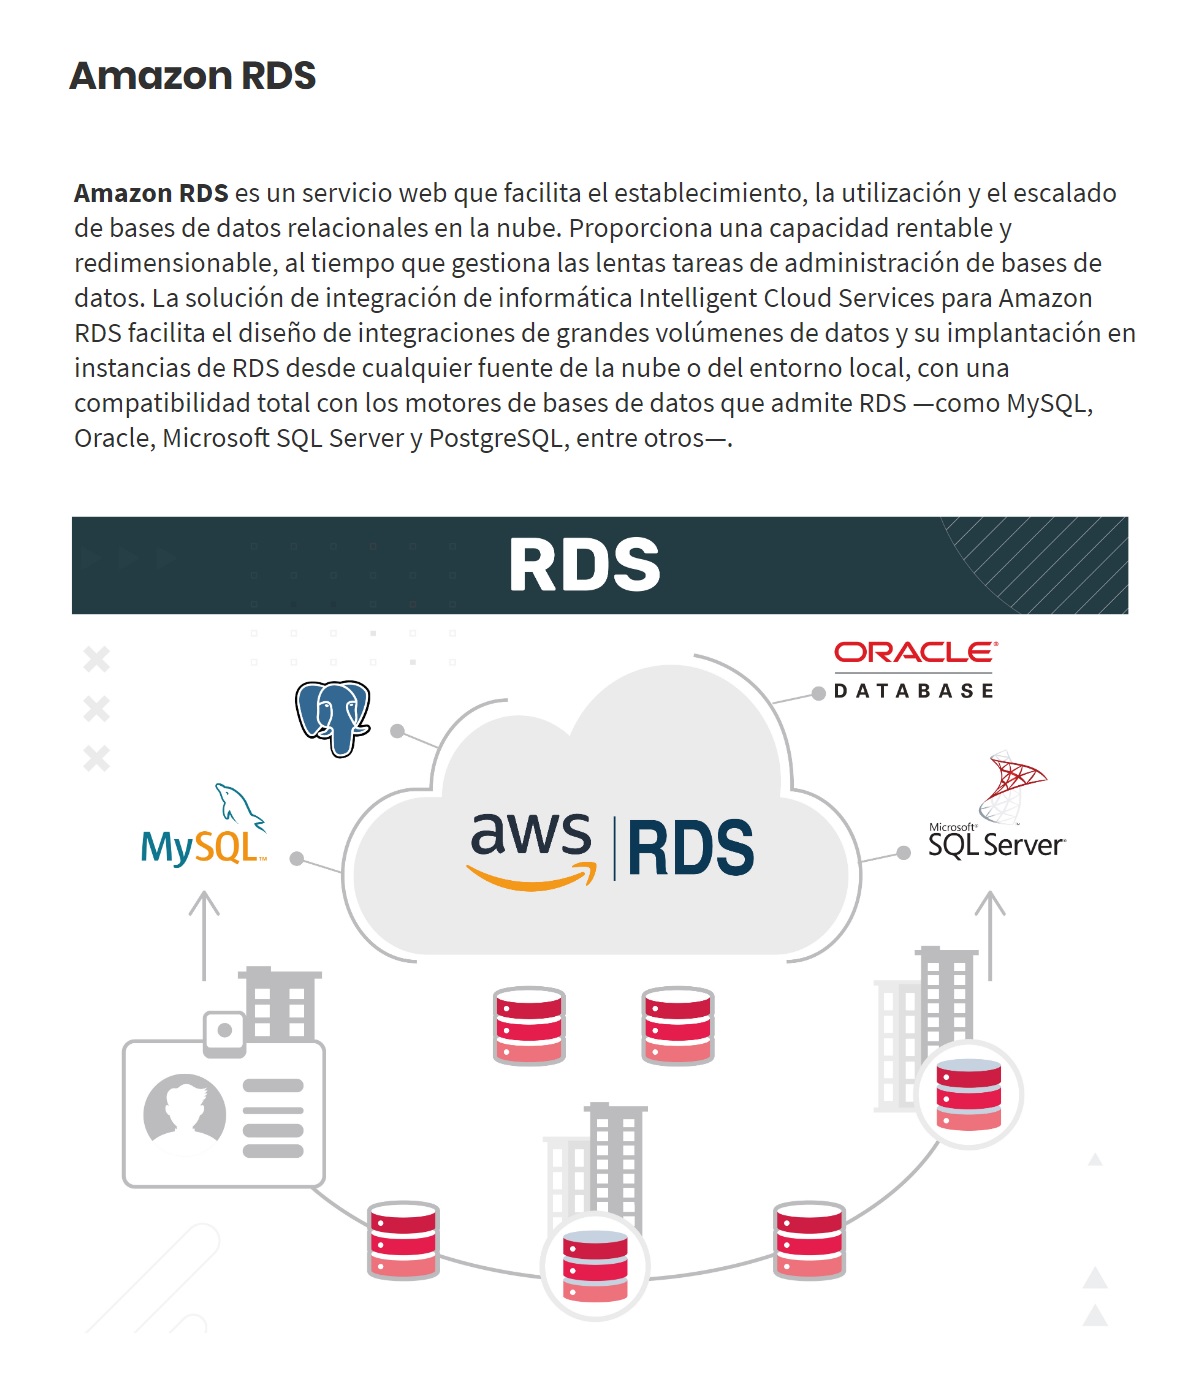 Amazon RDS
Amazon RDS es un servicio web que facilita el establecimiento, la utilización y el escalado
de bases de datos relacionales en la nube. Proporciona una capacidad rentable y
redimensionable, al tiempo que gestiona las lentas tareas de administración de bases de
datos. La solución de integración de informática Intelligent Cloud Services para Amazon
RDS facilita el diseño de integraciones de grandes volúmenes de datos y su implantación en
instancias de RDS desde cualquier fuente de la nube o del entorno local, con una
compatibilidad total con los motores de bases de datos que admite RDS —como MySQL,
Oracle, Microsoft SQL Server y PostgreSQL, entre otros—.
RDS
ORACLE®
DATABASE
MySQL™
aws | RDS
Microsoft®
SQL Server®